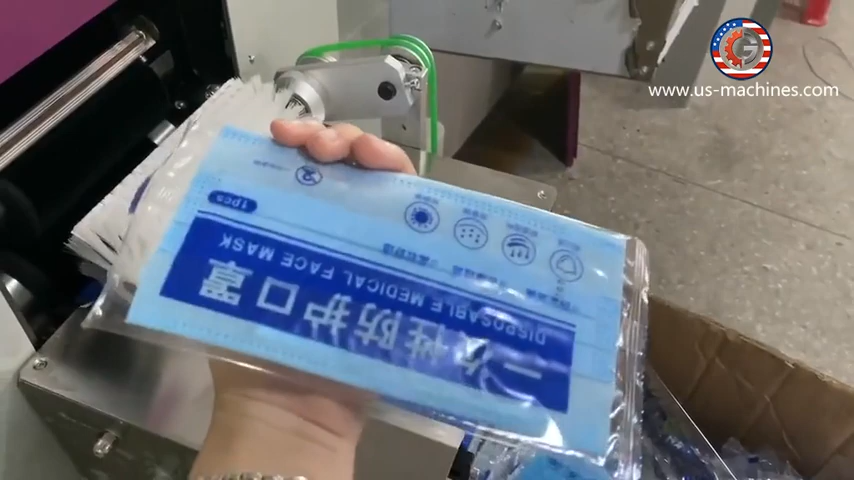 www.us-machines.com
一次性防护口罩
DISPOSABLE MEDICAL FACE MASK
1pcs